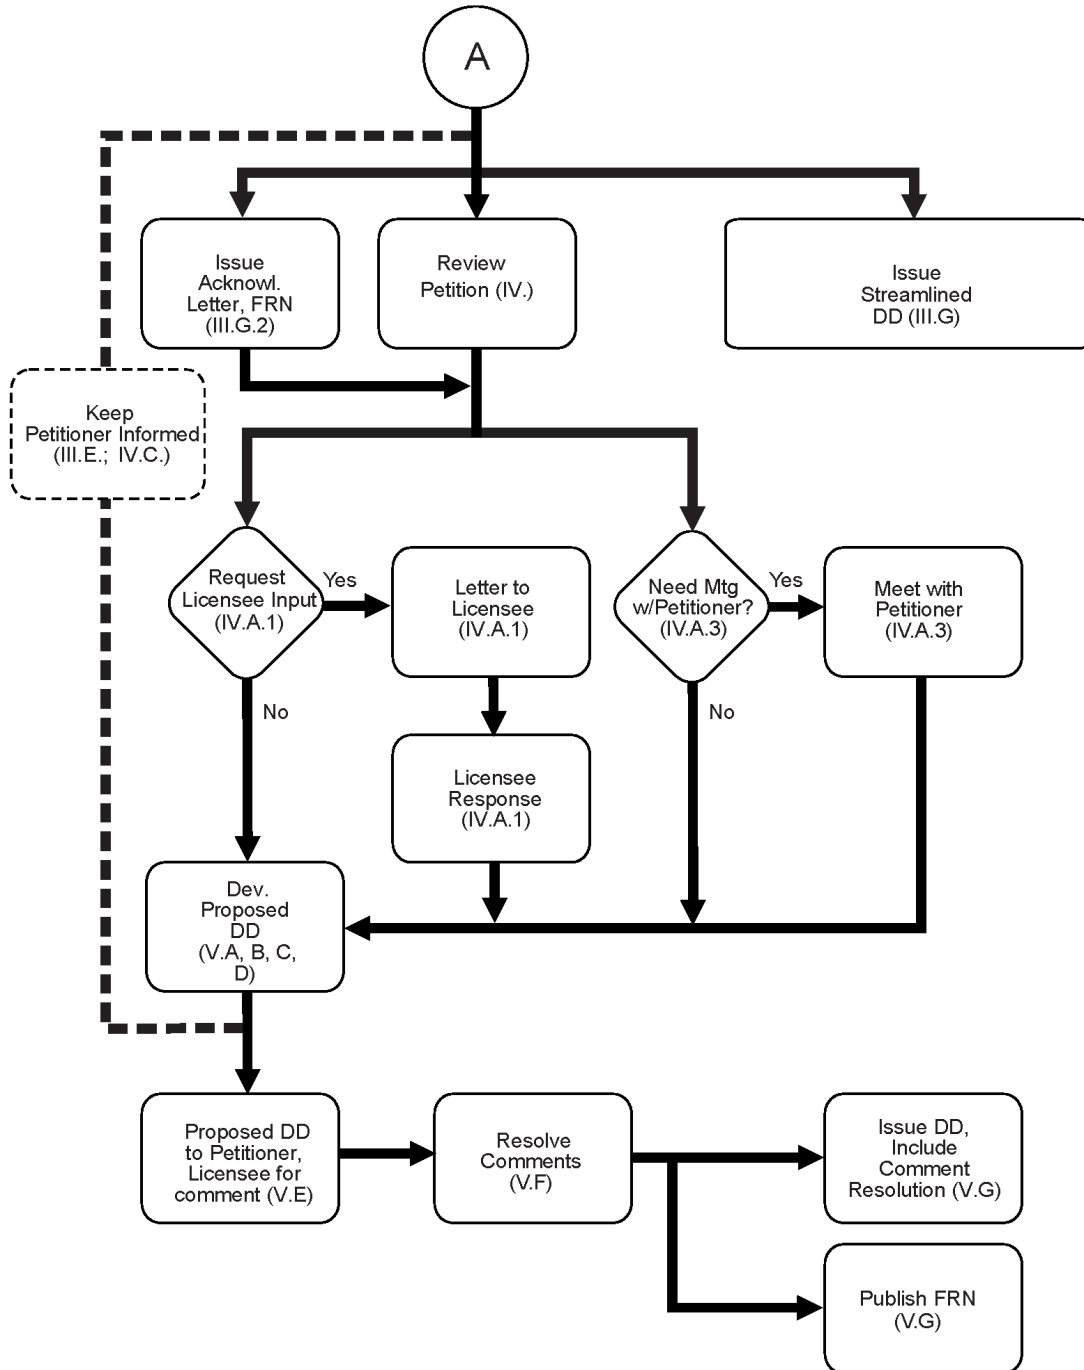 A
Issue
Acknowl.
Letter, FRN
(III.G.2)
Review
Petition (IV.)
Issue
Streamlined
DD (III.G)
Keep
Petitioner Informed
(III.E.; IV.C.)
Request
Licensee Input
(IV.A.1)
Yes
Letter to
Licensee
(IV.A.1)
Need Mtg
w/Petitioner?
(IV.A.3)
Yes
Meet with
Petitioner
(IV.A.3)
No
No
Licensee
Response
(IV.A.1)
Dev.
Proposed
DD
(V.A, B, C,
D)
Proposed DD
to Petitioner,
Licensee for
comment (V.E)
Resolve
Comments
(V.F)
Issue DD,
Include
Comment
Resolution (V.G)
Publish FRN
(V.G)